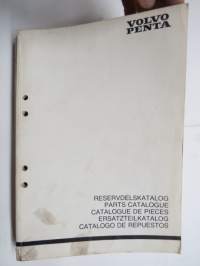 VOLVO
PENTA
RESERVDELSKATALOG
PARTS CATALOGUE
CATALOGUE DE PIECES
ERSATZTEILKATALOG
CATALOGO DE REPUESTOS